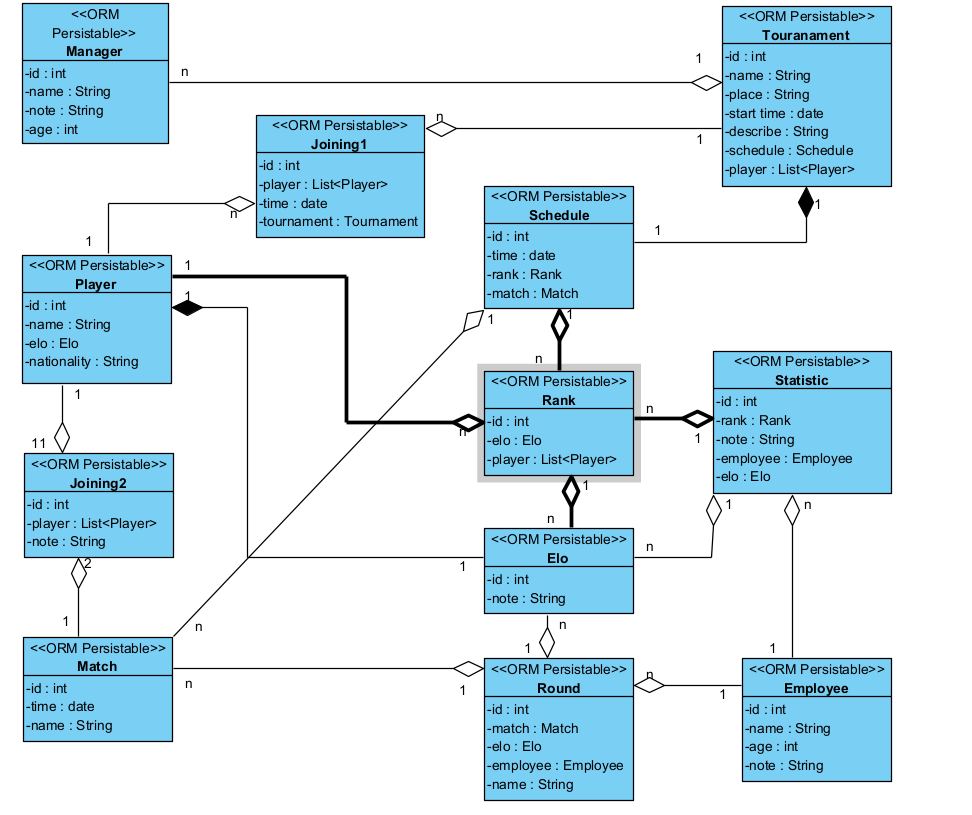 <<ORM
Persistable>>
Manager
-id : int
-name : String
-note : String
-age : int
n
1
<<ORM Persistable>>
Touranament
-id : int
-name : String
-place : String
-start time : date
-describe : String
-schedule : Schedule
-player : List<Player>
1
<<ORM Persistable>>
Joining1
-id : int
-player : List<Player>
-time : date
-tournament : Tournament
n
1
n
1
<<ORM Persistable>>
Schedule
-id : int
-time : date
-rank : Rank
-match : Match
1
1
1
n
<<ORM Persistable>>
Player
-id : int
-name : String
-elo : Elo
-nationality : String
1
1
1
11
<<ORM Persistable>>
Rank
-id : int
-elo : Elo
-player : List<Player>
n
n
1
1
n
<<ORM Persistable>>
Statistic
-id : int
-rank : Rank
-note : String
-employee : Employee
-elo : Elo
1
n
<<ORM Persistable>>
Joining2
-id : int
-player : List<Player>
-note : String
2
1
<<ORM Persistable>>
Elo
-id : int
-note : String
1
n
n
1
<<ORM Persistable>>
Match
-id : int
-time : date
-name : String
n
n
1
<<ORM Persistable>>
Round
-id : int
-match : Match
-elo : Elo
-employee : Employee
-name : String
n
1
1
<<ORM Persistable>>
Employee
-id : int
-name : String
-age : int
-note : String